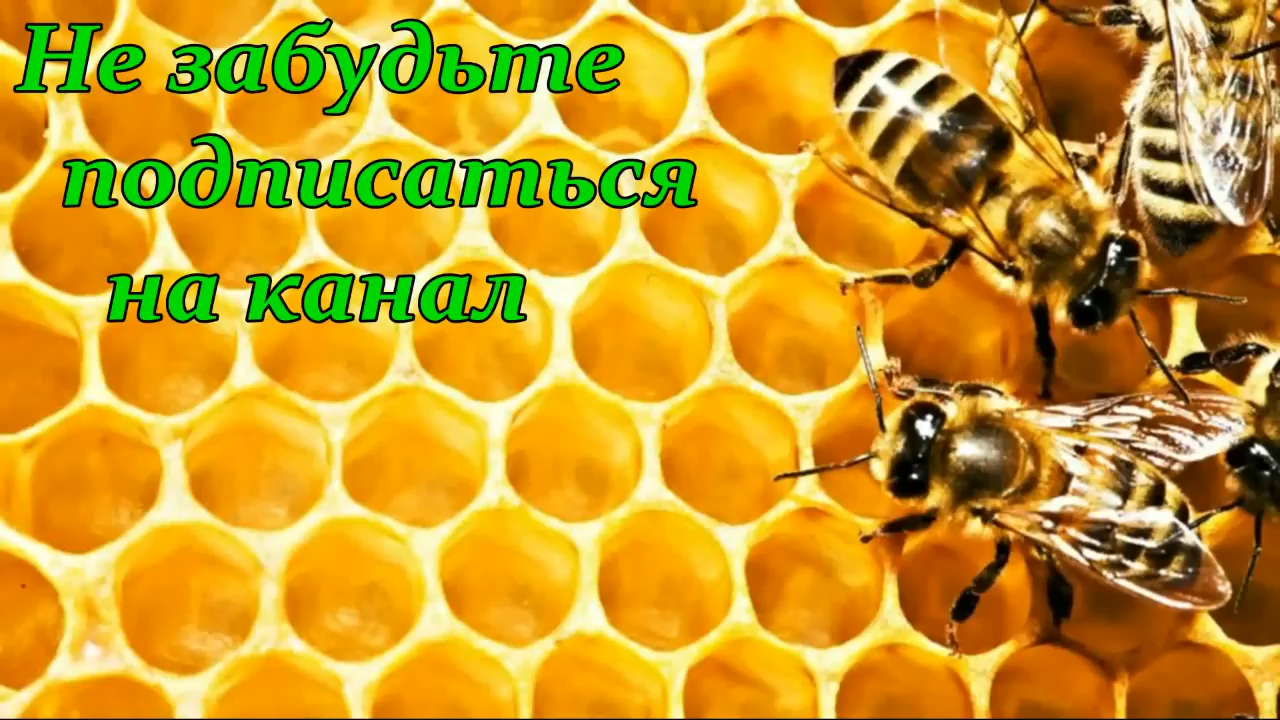 Не забудьте
подписаться
на канал